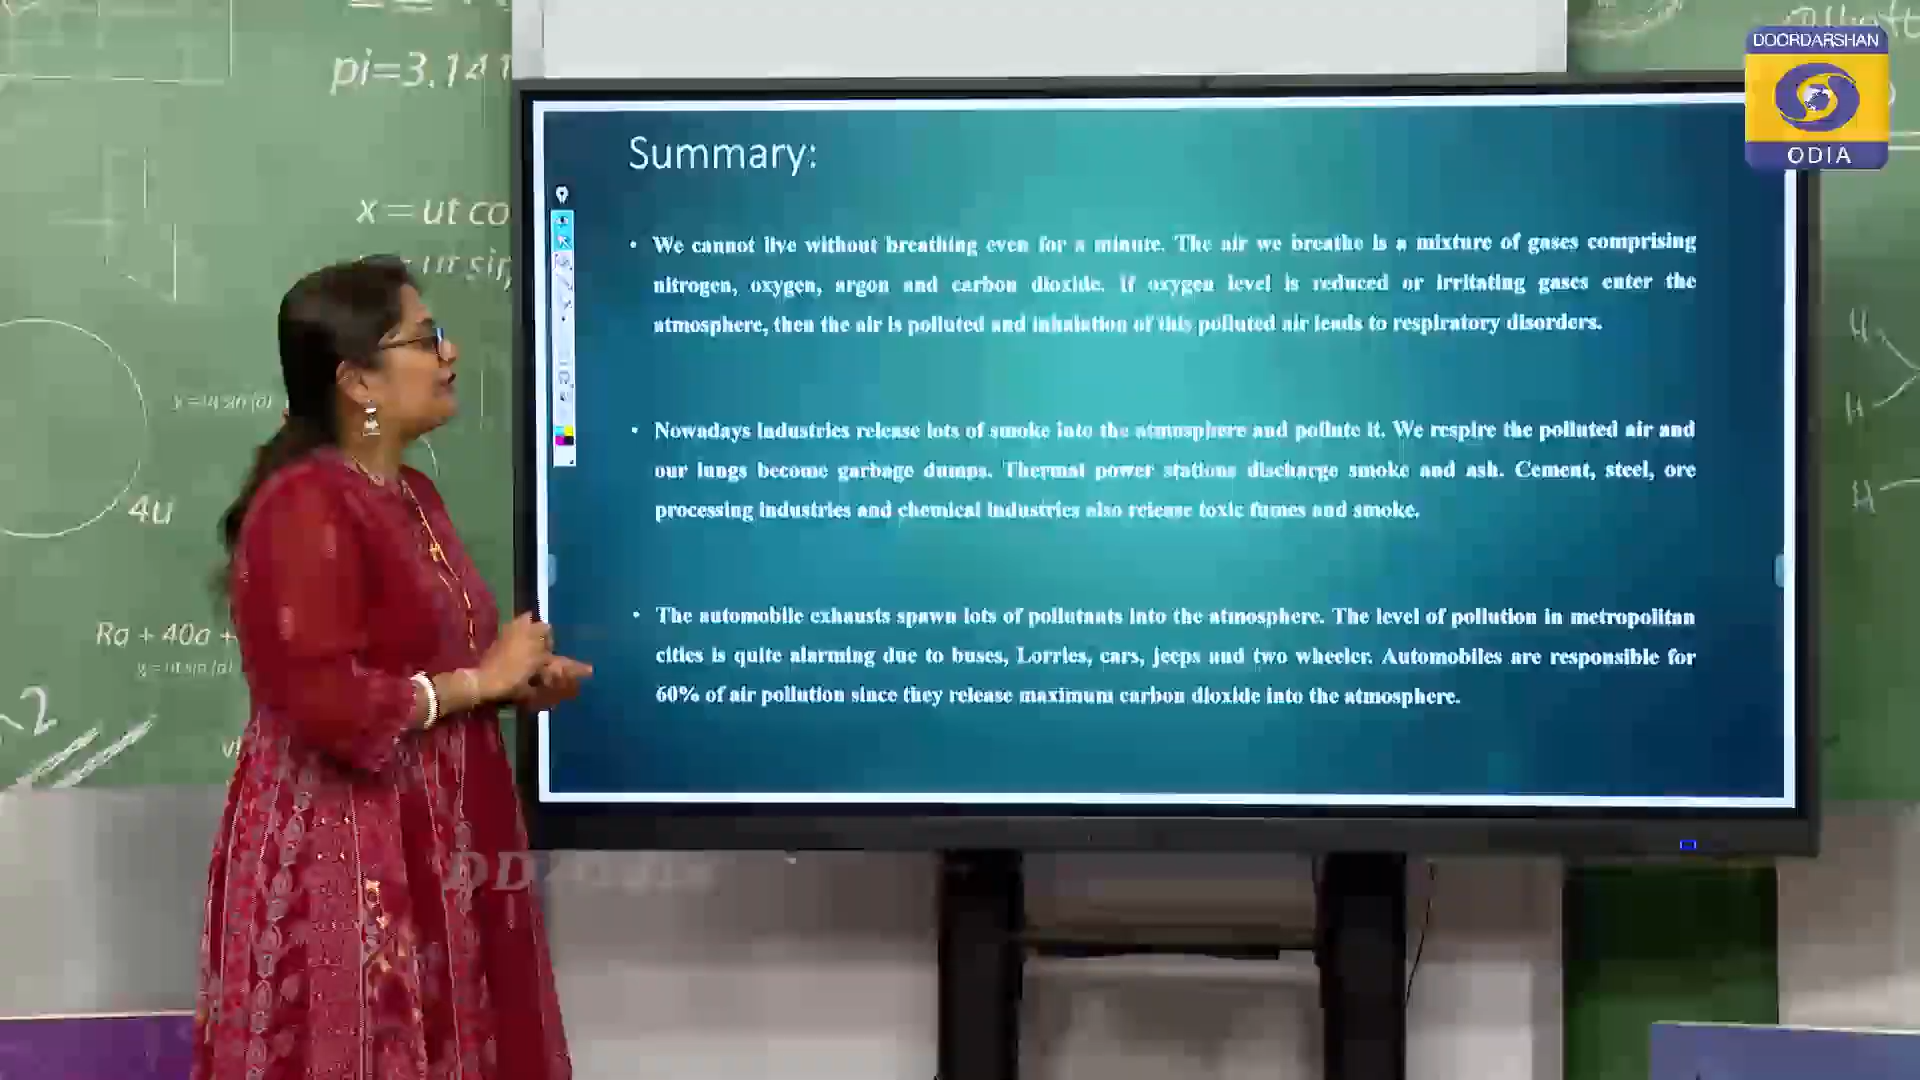 DOORDARSHAN
ODIA
pi=3.141
x = ut co
ut sin
x = ut sin (a)
4u
Ra + 40a +
y = ut sin (a)
Summary:
• We cannot live without breathing even for a minute. The air we breathe is a mixture of gases comprising
nitrogen, oxygen, argon and carbon dioxide. If oxygen level is reduced or irritating gases enter the
atmosphere, then the air is polluted and inhalation of this polluted air leads to respiratory disorders.
• Nowadays industries release lots of smoke into the atmosphere and pollute it. We respire the polluted air and
our lungs become garbage dumps. Thermal power stations discharge smoke and ash. Cement, steel, ore
processing industries and chemical industries also release toxic fumes and smoke.
• The automobile exhausts spawn lots of pollutants into the atmosphere. The level of pollution in metropolitan
cities is quite alarming due to buses, Lorries, cars, jeeps and two wheeler. Automobiles are responsible for
60% of air pollution since they release maximum carbon dioxide into the atmosphere.
H
H
H